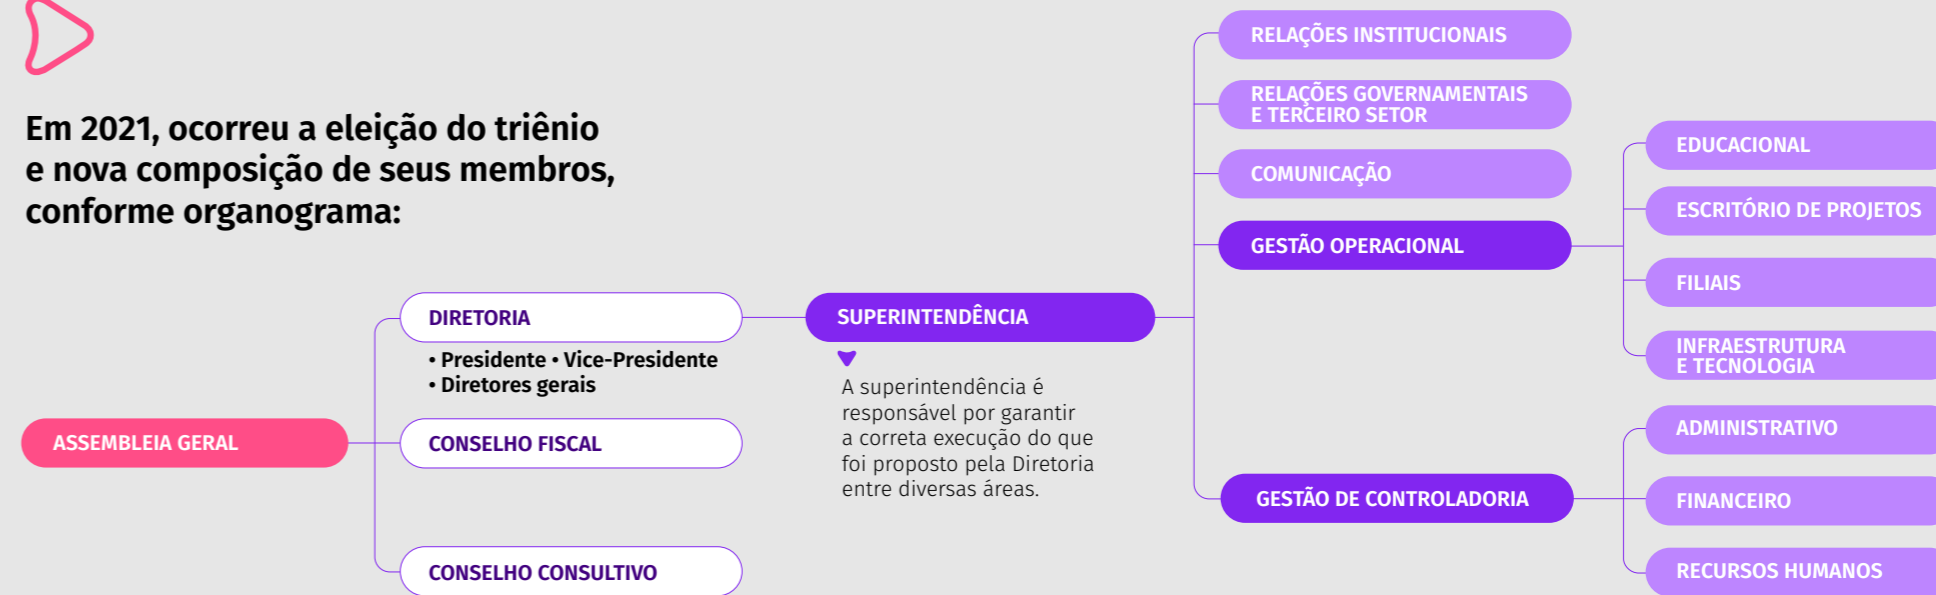 Em 2021, ocorreu a eleição do triênio
e nova composição de seus membros,
conforme organograma:
ASSEMBLEIA GERAL
DIRETORIA
• Presidente • Vice-Presidente
• Diretores gerais
CONSELHO FISCAL
CONSELHO CONSULTIVO
SUPERINTENDÊNCIA
A superintendência é
responsável por garantir
a correta execução do que
foi proposto pela Diretoria
entre diversas áreas.
RELAÇÕES INSTITUCIONAIS
RELAÇÕES GOVERNAMENTAIS
E TERCEIRO SETOR
COMUNICAÇÃO
GESTÃO OPERACIONAL
GESTÃO DE CONTROLADORIA
EDUCACIONAL
ESCRITÓRIO DE PROJETOS
FILIAIS
INFRAESTRUTURA
E TECNOLOGIA
ADMINISTRATIVO
FINANCEIRO
RECURSOS HUMANOS